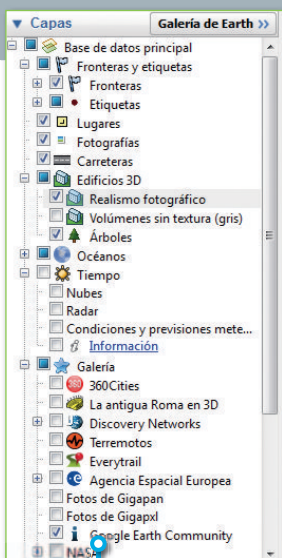 Capas Galería de Earth >>
Base de datos principal
Fronteras y etiquetas
Fronteras
Etiquetas
Lugares
Fotografías
Carreteras
Edificios 3D
Realismo fotográfico
Volúmenes sin textura (gris)
Árboles
Océanos
Tiempo
Nubes
Radar
Condiciones y previsiones mete...
Información
Galería
360Cities
La antigua Roma en 3D
Discovery Networks
Terremotos
Everytrail
Agencia Espacial Europea
Fotos de Gigapan
Fotos de Gigapxl
Google Earth Community
NASA